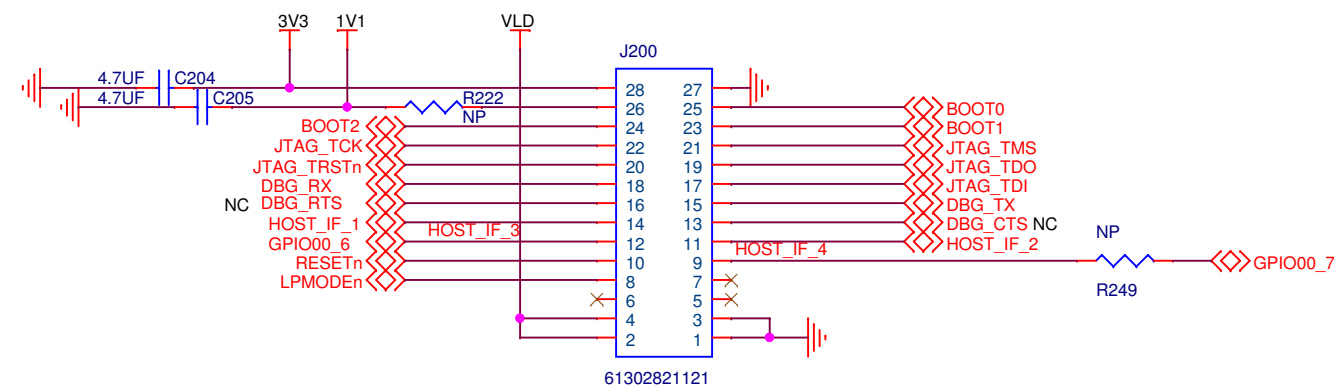 3V3 1V1 VLD
J200
4.7UF C204 28 27
4.7UF C205 R222 26 25 BOOT0
NP
BOOT2 24 23 BOOT1
JTAG_TCK 22 21 JTAG_TMS
JTAG_TRSTn 20 19 JTAG_TDO
DBG_RX 18 17 JTAG_TDI
NC DBG_RTS 16 15 DBG_TX
HOST_IF_1 14 13 DBG_CTS NC
GPIO00_6 HOST_IF_3 12 11 HOST_IF_2 NP
RESETn 10 9 HOST_IF_4 GPIO00_7
LPMODEn 8 7 R249
6 5
4 3
2 1
61302821121